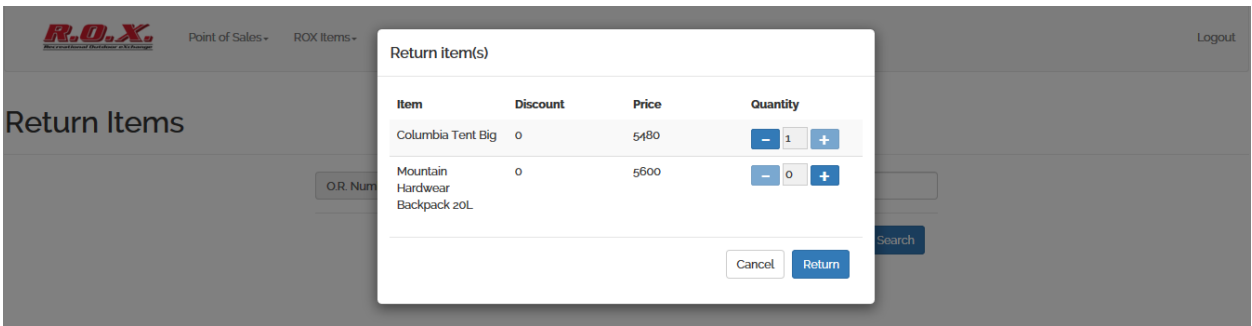 R.O.X.
Recreational Outdoor eXchange
Point of Sales
ROX Items
Logout
Return Items
O.R. Num
Search
Return item(s)
Item Discount Price Quantity
Columbia Tent Big 0 5480 − 1 +
Mountain 0 5600 − 0 +
Hardwear
Backpack 20L
Cancel Return